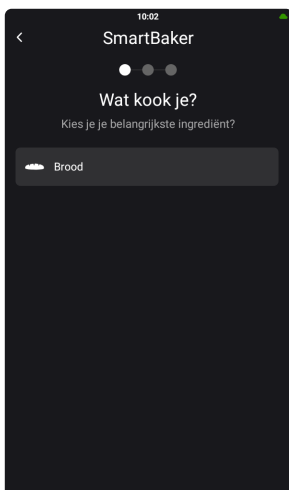 10:02
SmartBaker
Wat kook je?
Kies je je belangrijkste ingrediënt?
Brood